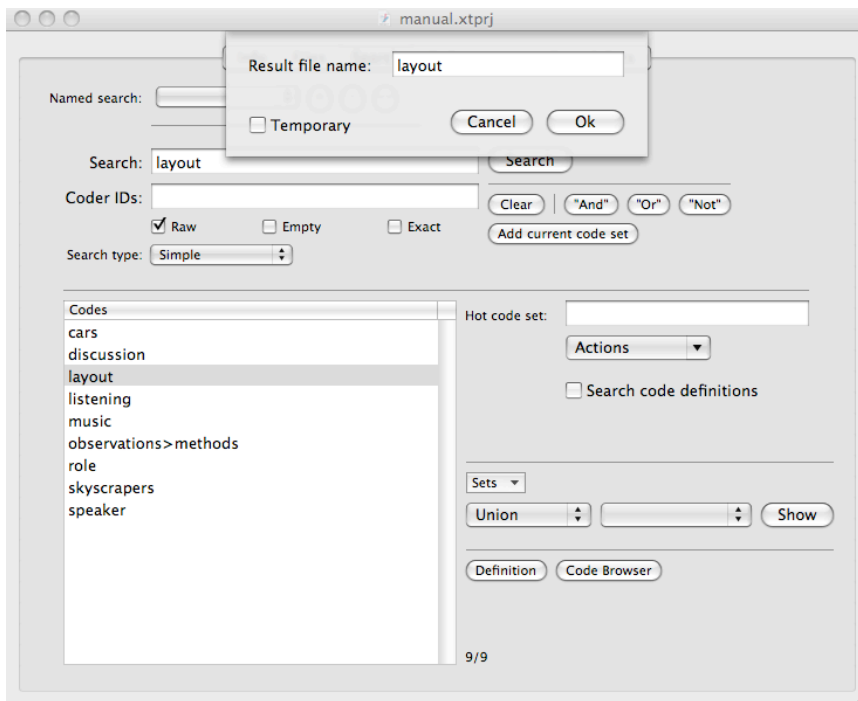 manual.xtprj
Result file name: layout
Temporary Cancel Ok
Named search:
Search: layout Search
Coder IDs:
Clear "And" "Or" "Not"
Raw Empty Exact
Add current code set
Search type: Simple
Codes
cars
discussion
layout
listening
music
observations>methods
role
skyscrapers
speaker
Hot code set:
Actions
Search code definitions
Sets
Union Show
Definition Code Browser
9/9